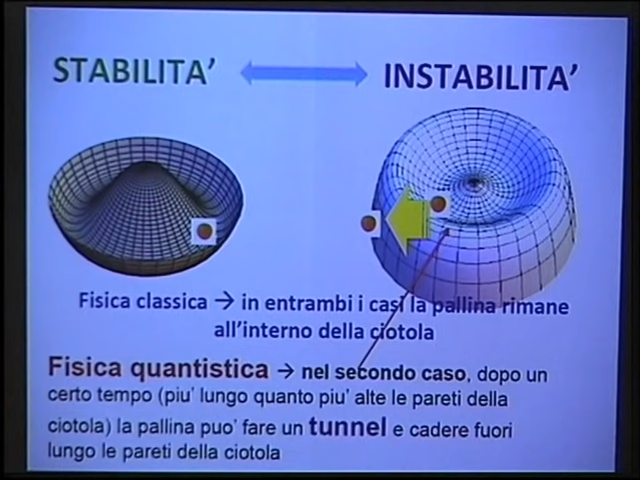 STABILITA' INSTABILITA'
Fisica classica → in entrambi i casi la pallina rimane
all'interno della ciotola
Fisica quantistica → nel secondo caso, dopo un
certo tempo (piu' lungo quanto piu' alte le pareti della
ciotola) la pallina puo' fare un tunnel e cadere fuori
lungo le pareti della ciotola